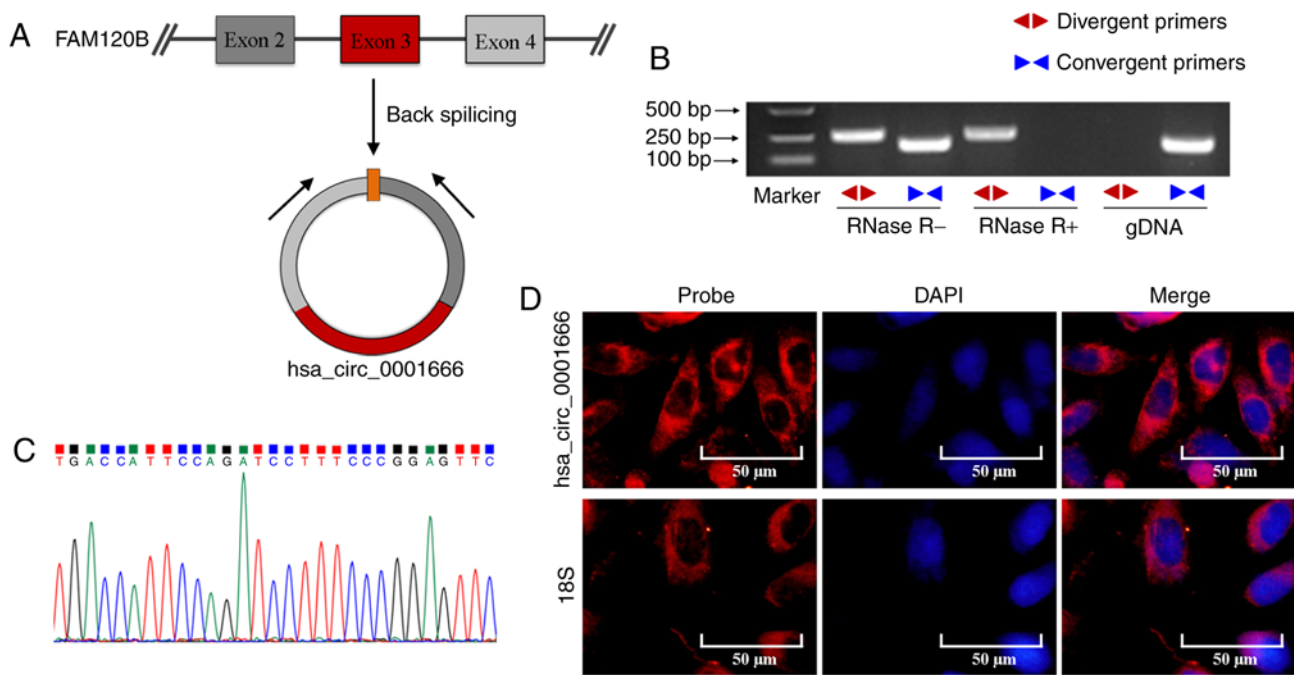 A
FAM120B
Exon 2
Exon 3
Exon 4
Back spilicing
hsa_circ_0001666
B
Divergent primers
Convergent primers
500 bp
250 bp
100 bp
Marker
RNase R−
RNase R+
gDNA
C
TGACCATTCCAGATCCTTTCCCGGAGTTC
D
Probe
DAPI
Merge
hsa_circ_0001666
50 µm
50 µm
50 µm
18S
50 µm
50 µm
50 µm